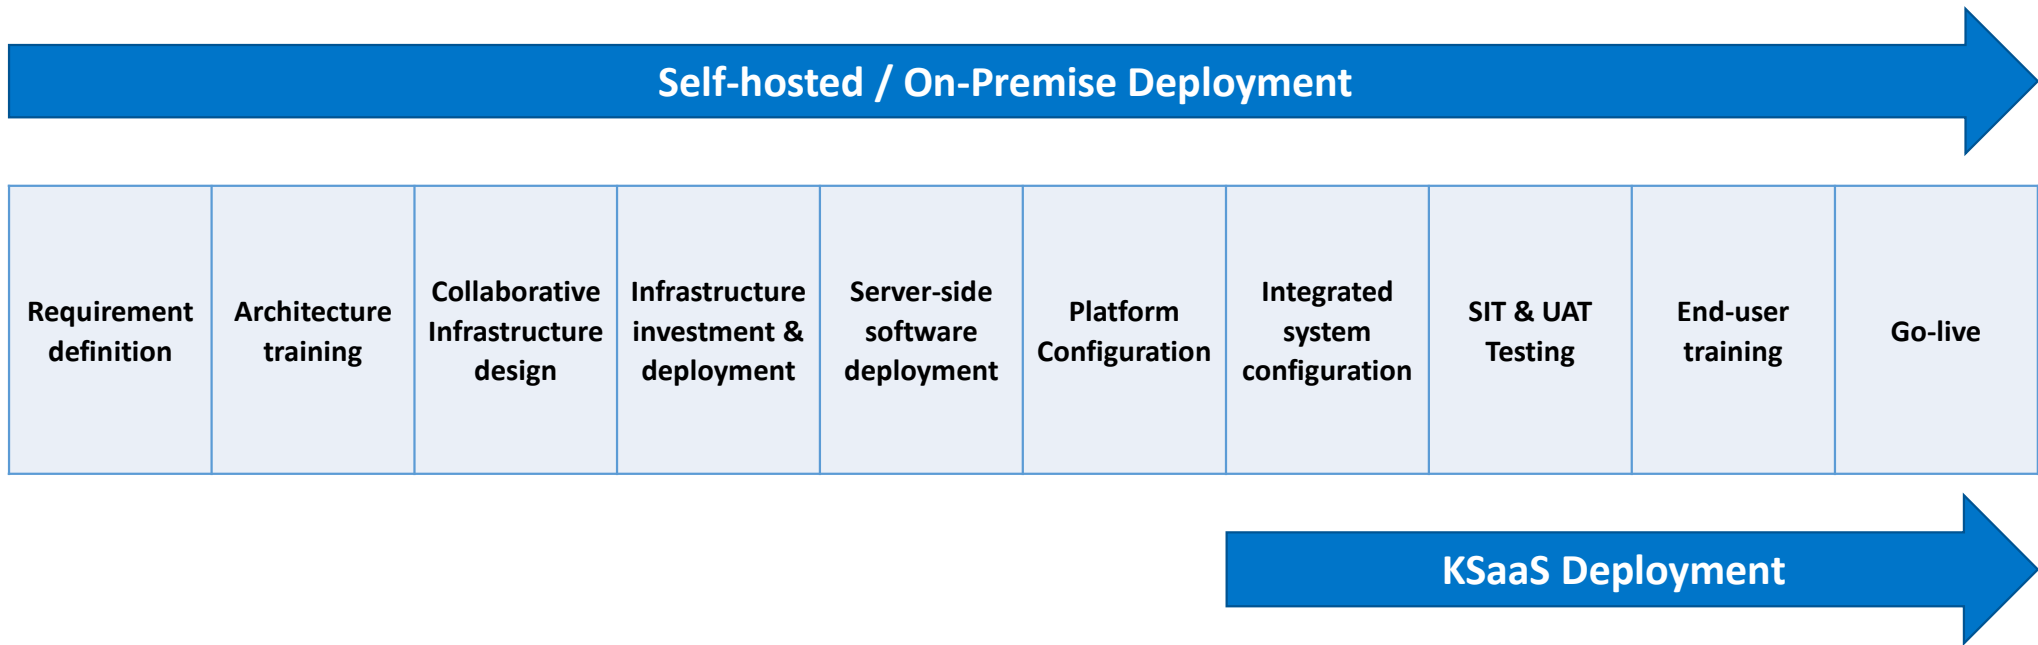 Self-hosted / On-Premise Deployment
Requirement
definition
Architecture
training
Collaborative
Infrastructure
design
Infrastructure
investment &
deployment
Server-side
software
deployment
Platform
Configuration
Integrated
system
configuration
SIT & UAT
Testing
End-user
training
Go-live
KSaaS Deployment